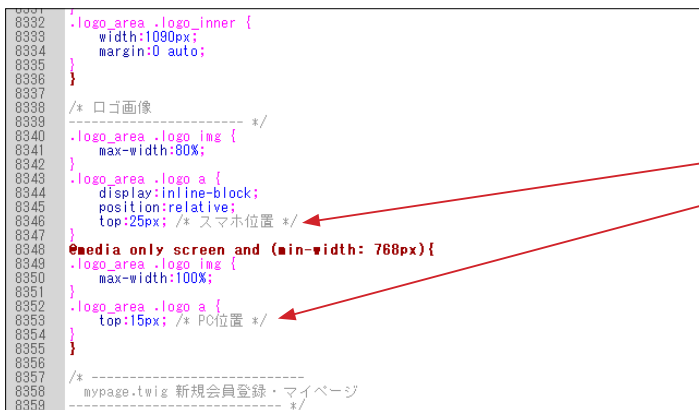 8331 }
8332 .logo_area .logo_inner {
8333 width:1090px;
8334 margin:0 auto;
8335 }
8336 }
8337
8338 /* ロゴ画像
8339 ----------------------- */
8340 .logo_area .logo img {
8341 max-width:80%;
8342 }
8343 .logo_area .logo a {
8344 display:inline-block;
8345 position:relative;
8346 top:25px; /* スマホ位置 */
8347 }
8348 @media only screen and (min-width: 768px){
8349 .logo_area .logo img {
8350 max-width:100%;
8351 }
8352 .logo_area .logo a {
8353 top:15px; /* PC位置 */
8354 }
8355 }
8356
8357 /* ----------------------------
8358 mypage.twig 新規会員登録・マイページ
8359 ---------------------------- */